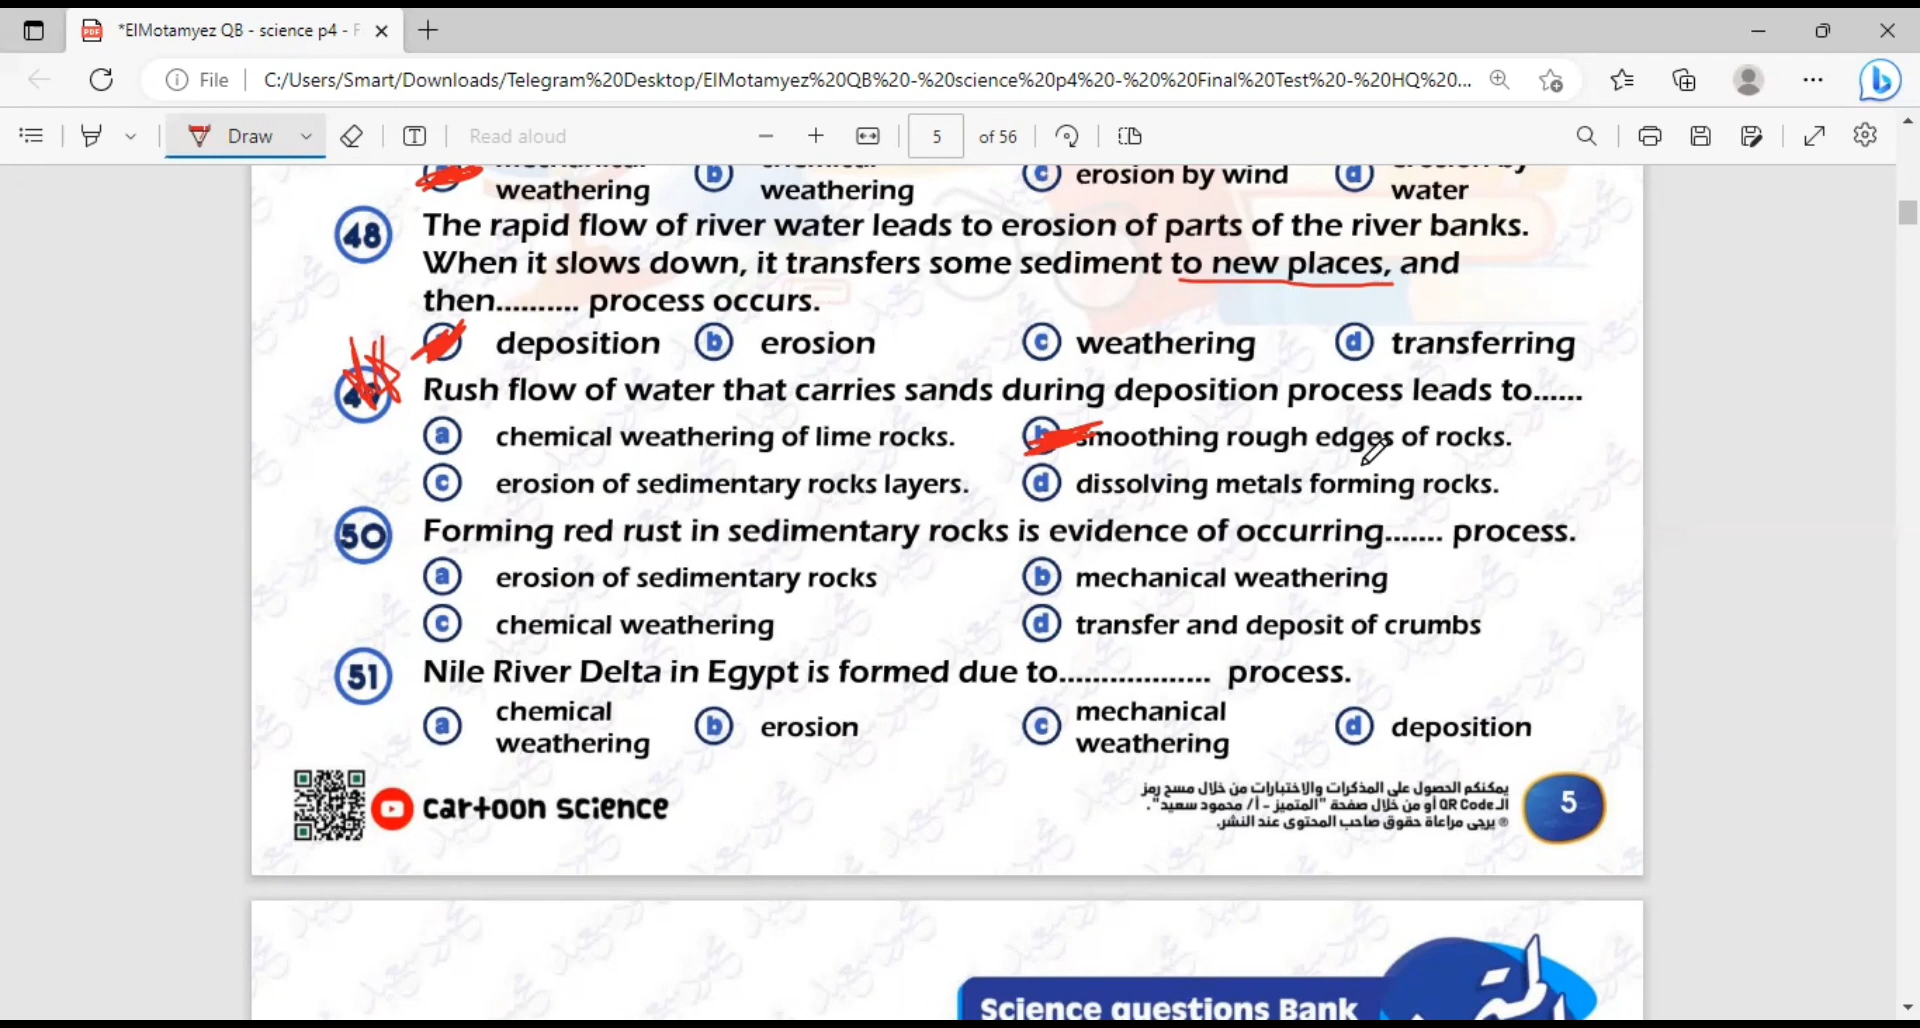 *ElMotamyez QB - science p4 - F
File
C:/Users/Smart/Downloads/Telegram%20Desktop/ElMotamyez%20QB%20-%20science%20p4%20-%20%20Final%20Test%20-%20HQ%20...
Draw
Read aloud
5 of 56
weathering b weathering c erosion by wind d water
48 The rapid flow of river water leads to erosion of parts of the river banks.
When it slows down, it transfers some sediment to new places, and
then.......... process occurs.
deposition b erosion c weathering d transferring
Rush flow of water that carries sands during deposition process leads to......
a chemical weathering of lime rocks. smoothing rough edges of rocks.
c erosion of sedimentary rocks layers. d dissolving metals forming rocks.
50 Forming red rust in sedimentary rocks is evidence of occurring....... process.
a erosion of sedimentary rocks b mechanical weathering
c chemical weathering d transfer and deposit of crumbs
51 Nile River Delta in Egypt is formed due to.................. process.
a chemical weathering b erosion c mechanical weathering d deposition
cartoon science
يمكنكم الحصول على المذكرات والاختبارات من خلال مسح رمز
الـ QR Code أو من خلال صفحة "المتميز - أ/ محمود سعيد".
® يرجى مراعاة حقوق صاحب المحتوى عند النشر.
5
Science questions Bank